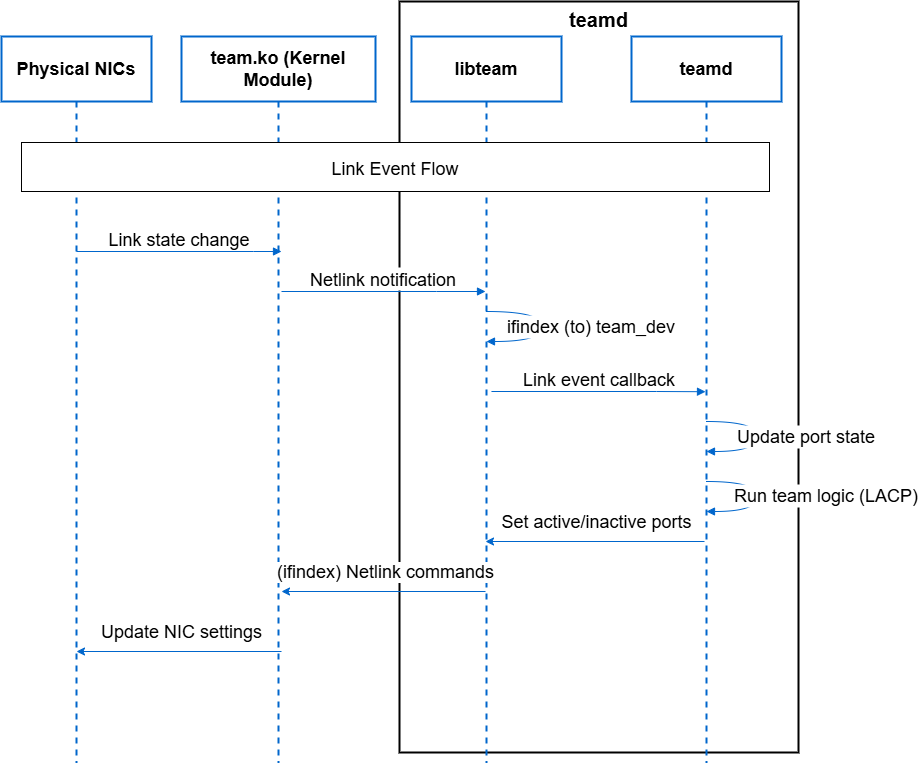 teamd
Physical NICs
team.ko (Kernel
Module)
libteam
teamd
Link Event Flow
Link state change
Netlink notification
ifindex (to) team_dev
Link event callback
Update port state
Run team logic (LACP)
Set active/inactive ports
(ifindex) Netlink commands
Update NIC settings